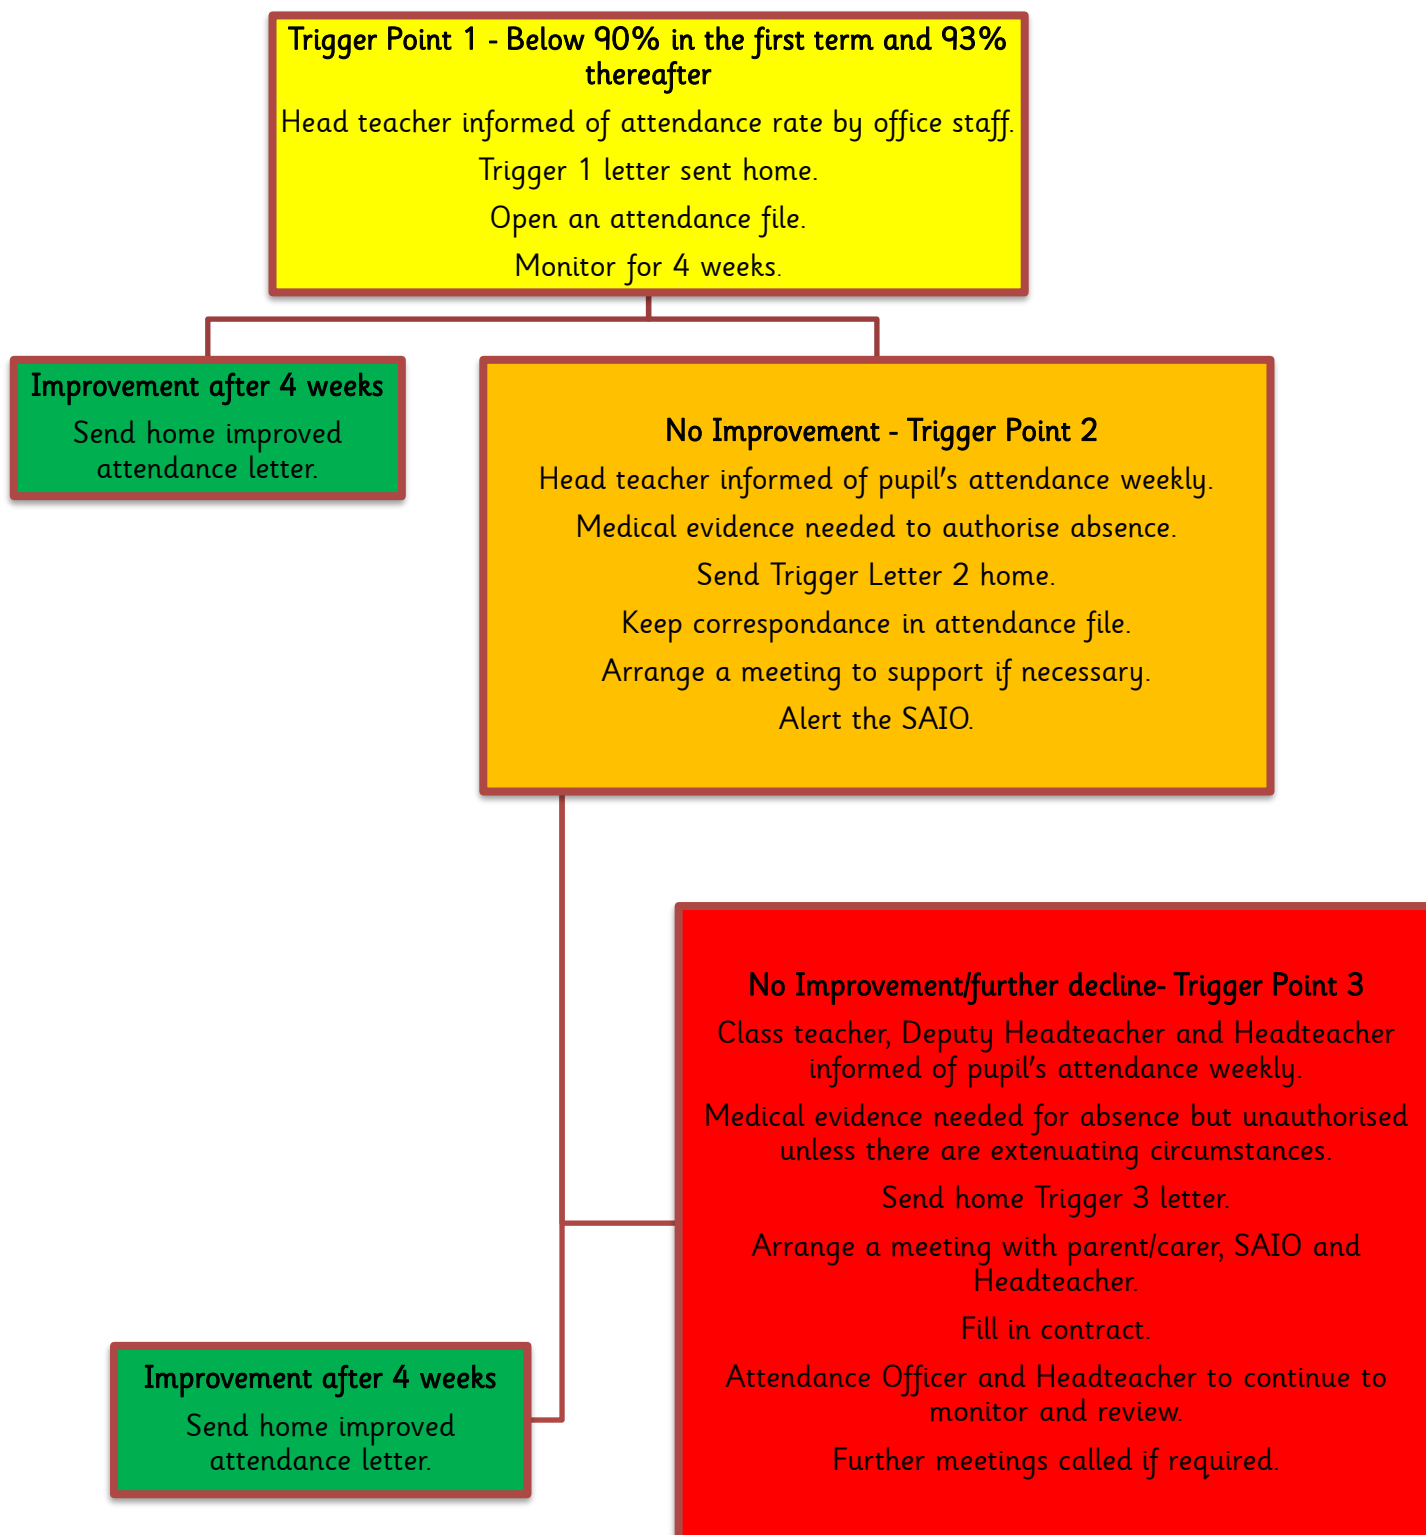 Trigger Point 1 - Below 90% in the first term and 93%
thereafter
Head teacher informed of attendance rate by office staff.
Trigger 1 letter sent home.
Open an attendance file.
Monitor for 4 weeks.
Improvement after 4 weeks
Send home improved
attendance letter.
No Improvement - Trigger Point 2
Head teacher informed of pupil's attendance weekly.
Medical evidence needed to authorise absence.
Send Trigger Letter 2 home.
Keep correspondance in attendance file.
Arrange a meeting to support if necessary.
Alert the SAIO.
No Improvement/further decline- Trigger Point 3
Class teacher, Deputy Headteacher and Headteacher
informed of pupil's attendance weekly.
Medical evidence needed for absence but unauthorised
unless there are extenuating circumstances.
Send home Trigger 3 letter.
Arrange a meeting with parent/carer, SAIO and
Headteacher.
Fill in contract.
Attendance Officer and Headteacher to continue to
monitor and review.
Further meetings called if required.
Improvement after 4 weeks
Send home improved
attendance letter.